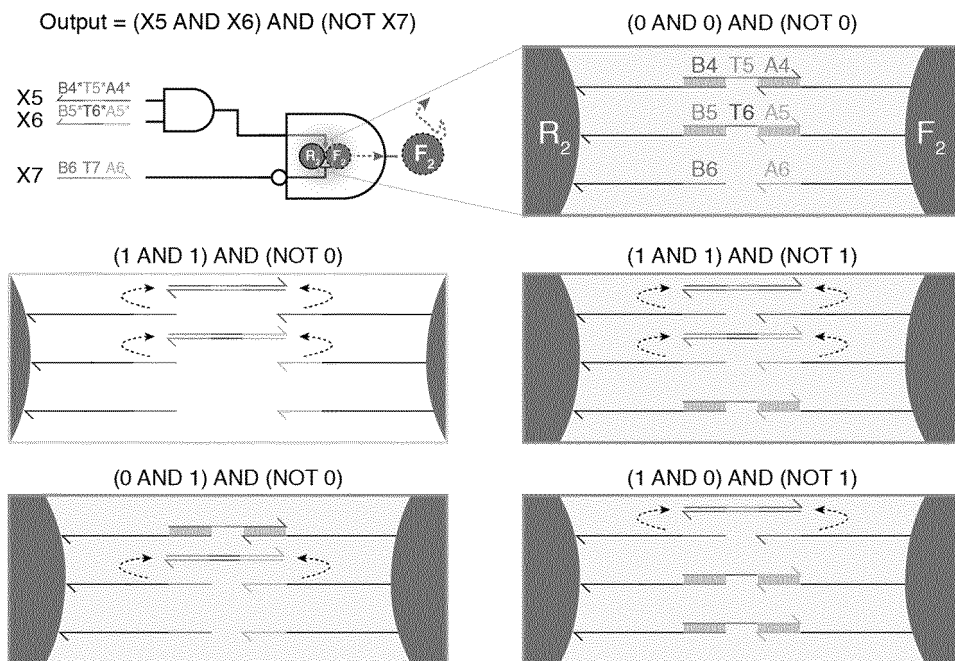 Output = (X5 AND X6) AND (NOT X7)
X5 B4*T5*A4*
X6 B5*T6*A5*
X7 B6 T7 A6
R2 F2
F2
(0 AND 0) AND (NOT 0)
B4 T5 A4
B5 T6 A5
R2 F2
B6 A6
(1 AND 1) AND (NOT 0)
(1 AND 1) AND (NOT 1)
(0 AND 1) AND (NOT 0)
(1 AND 0) AND (NOT 1)